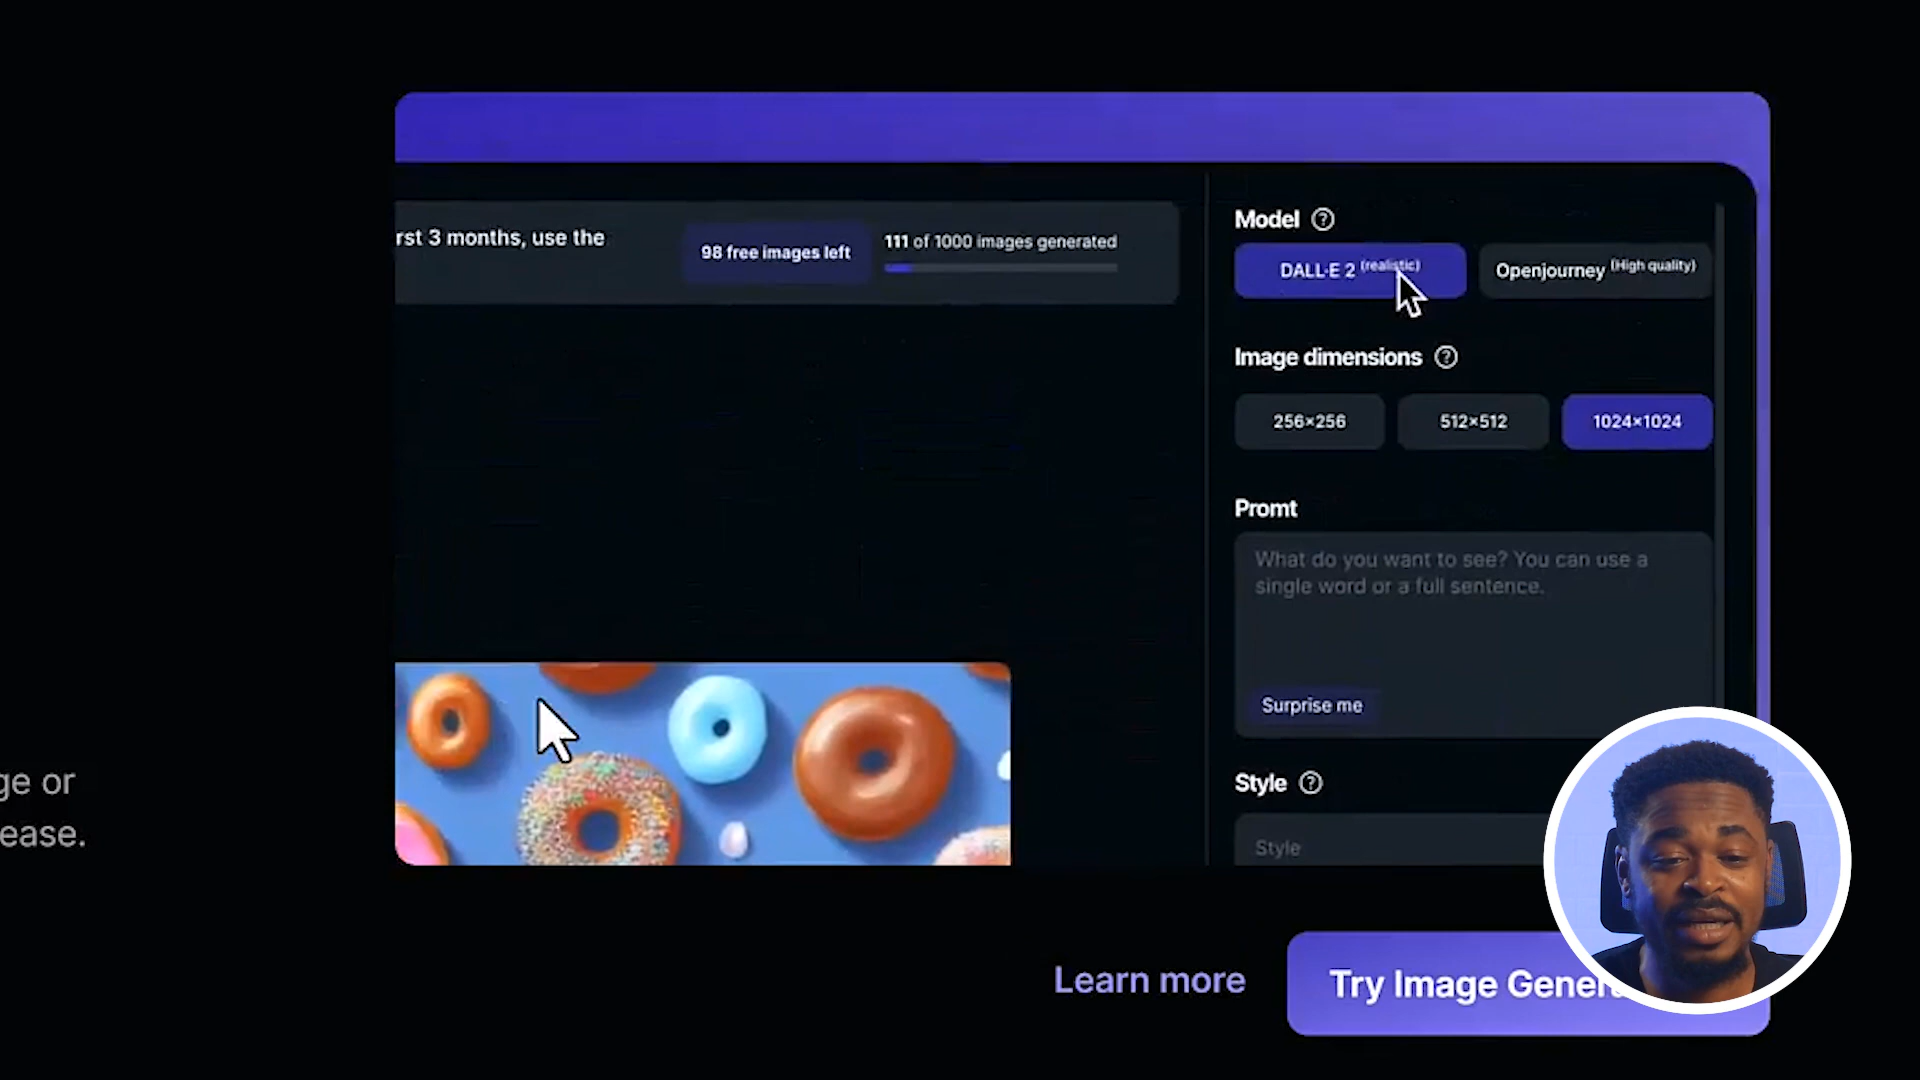 rst 3 months, use the
98 free images left
111 of 1000 images generated
Model
DALL·E 2 (realistic)
Openjourney (High quality)
Image dimensions
256×256
512×512
1024×1024
Promt
What do you want to see? You can use a
single word or a full sentence.
Surprise me
Style
Style
ge or
ease.
Learn more
Try Image Genera